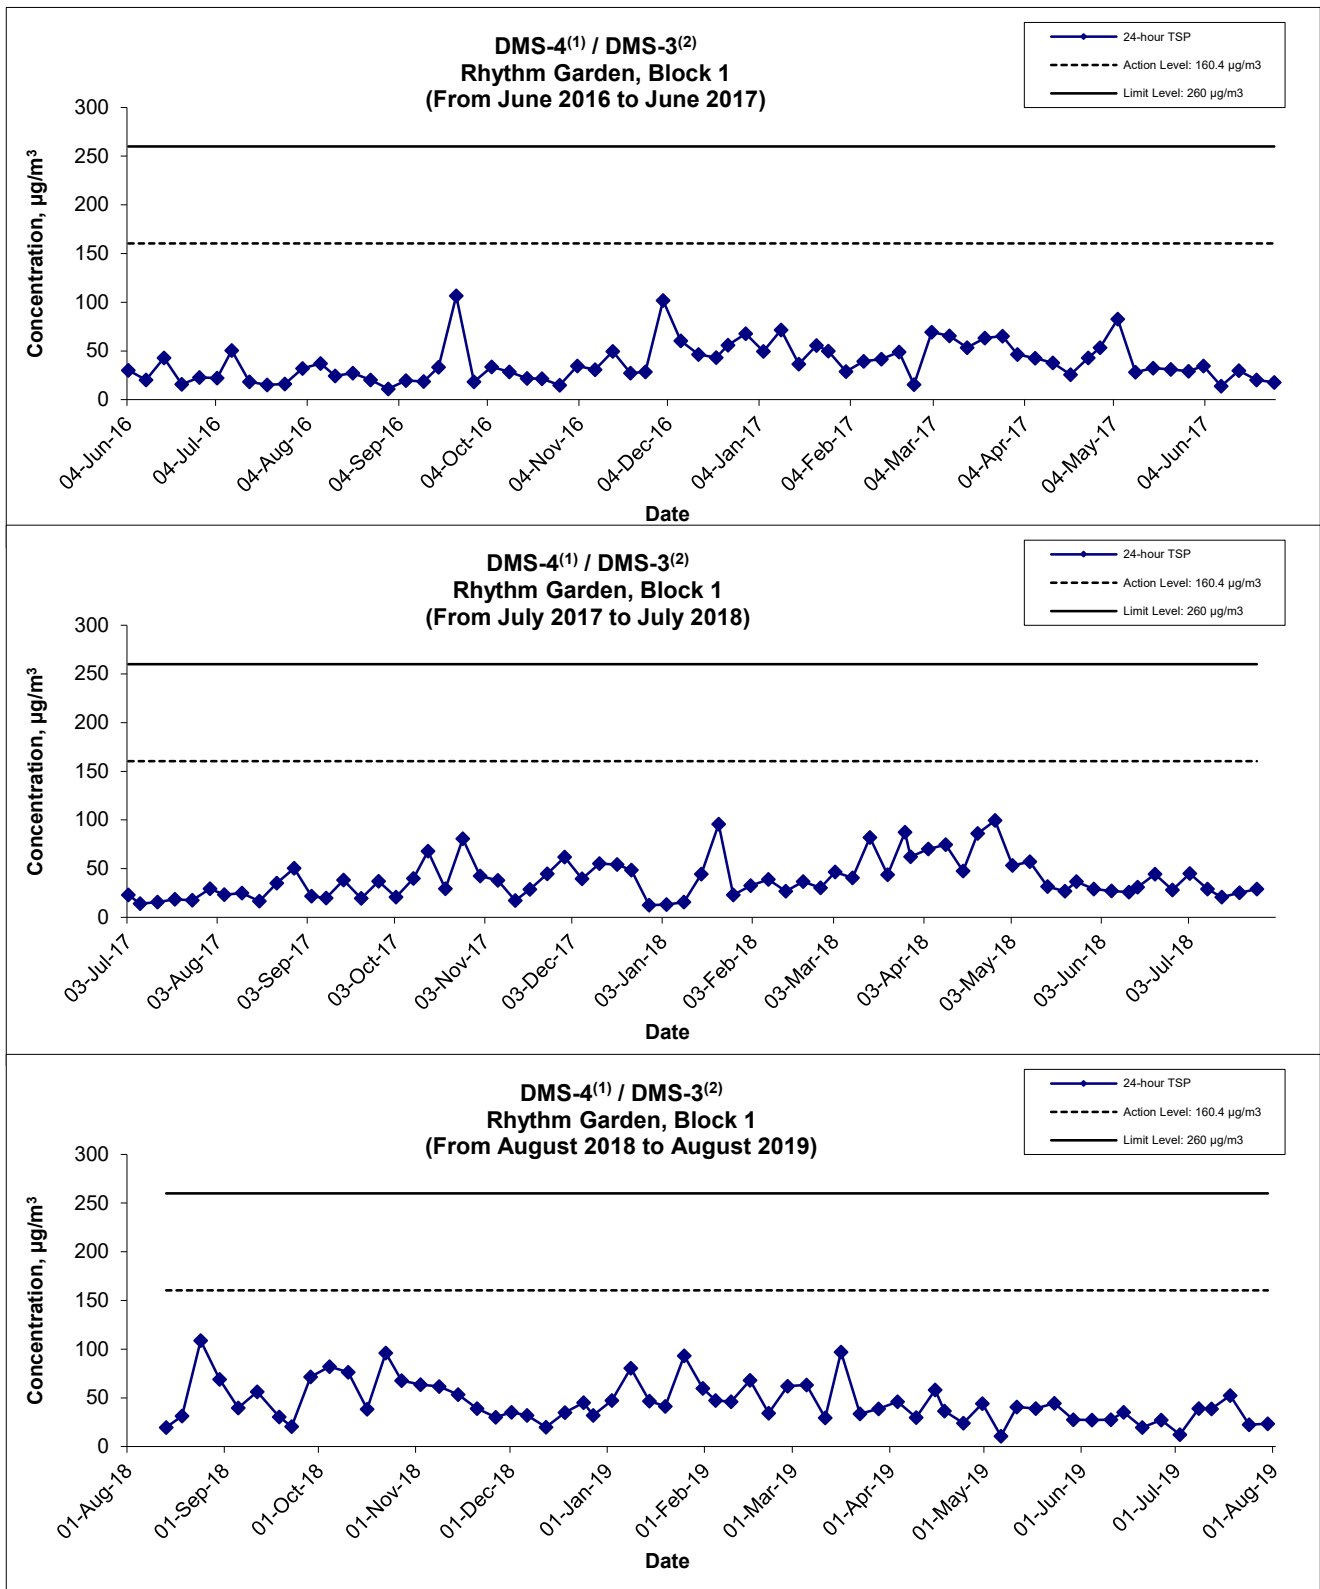 DMS-4(1) / DMS-3(2)
Rhythm Garden, Block 1
(From June 2016 to June 2017)
24-hour TSP
Action Level: 160.4 µg/m3
Limit Level: 260 µg/m3
Concentration, µg/m³
300
250
200
150
100
50
0
04-Jun-16
04-Jul-16
04-Aug-16
04-Sep-16
04-Oct-16
04-Nov-16
04-Dec-16
04-Jan-17
04-Feb-17
04-Mar-17
04-Apr-17
04-May-17
04-Jun-17
Date
DMS-4(1) / DMS-3(2)
Rhythm Garden, Block 1
(From July 2017 to July 2018)
24-hour TSP
Action Level: 160.4 µg/m3
Limit Level: 260 µg/m3
Concentration, µg/m³
300
250
200
150
100
50
0
03-Jul-17
03-Aug-17
03-Sep-17
03-Oct-17
03-Nov-17
03-Dec-17
03-Jan-18
03-Feb-18
03-Mar-18
03-Apr-18
03-May-18
03-Jun-18
03-Jul-18
Date
DMS-4(1) / DMS-3(2)
Rhythm Garden, Block 1
(From August 2018 to August 2019)
24-hour TSP
Action Level: 160.4 µg/m3
Limit Level: 260 µg/m3
Concentration, µg/m³
300
250
200
150
100
50
0
01-Aug-18
01-Sep-18
01-Oct-18
01-Nov-18
01-Dec-18
01-Jan-19
01-Feb-19
01-Mar-19
01-Apr-19
01-May-19
01-Jun-19
01-Jul-19
01-Aug-19
Date